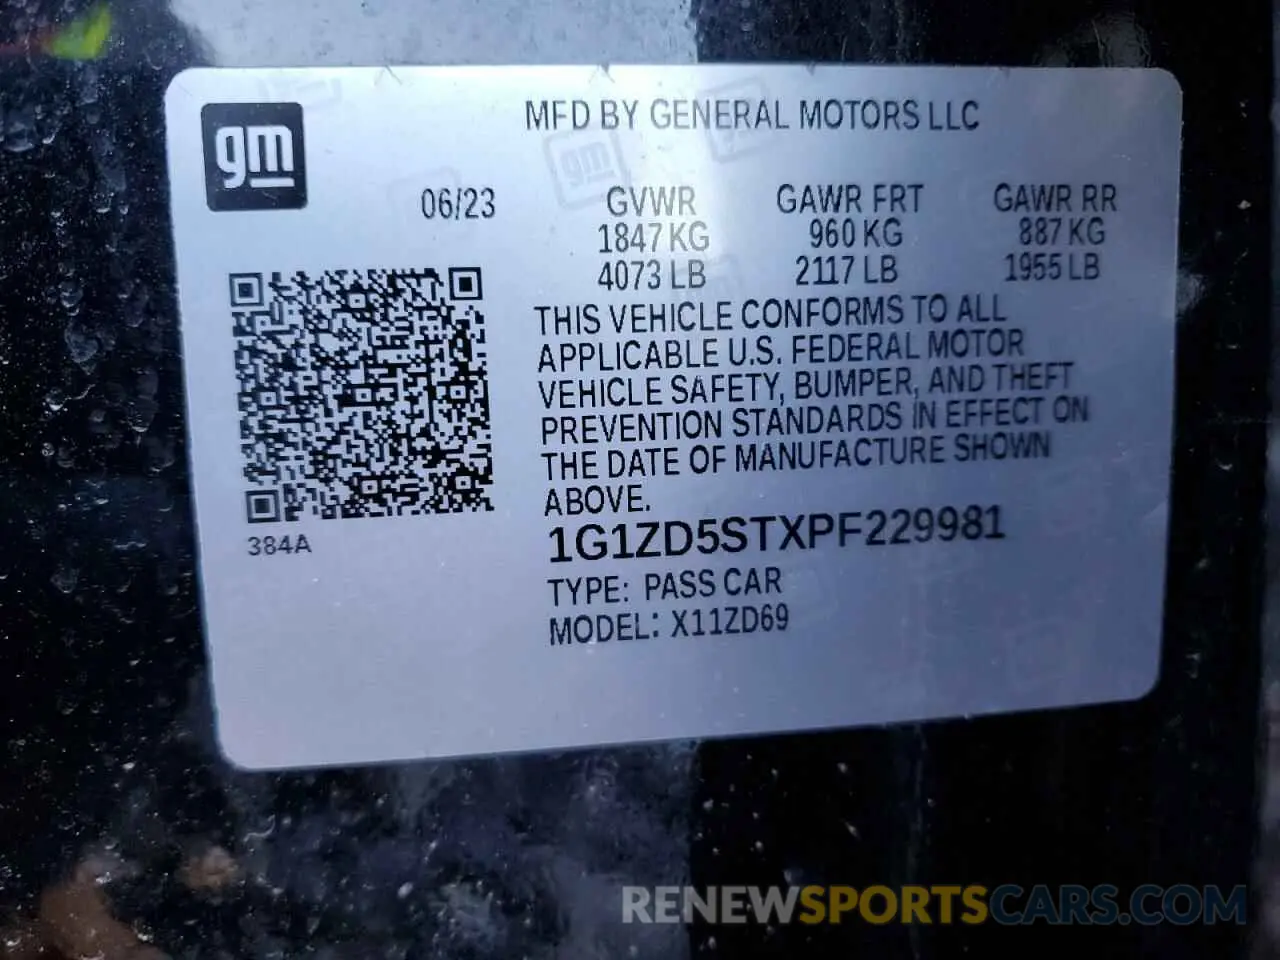 gm
MFD BY GENERAL MOTORS LLC
06/23
GVWR GAWR FRT GAWR RR
1847 KG 960 KG 887 KG
4073 LB 2117 LB 1955 LB
THIS VEHICLE CONFORMS TO ALL
APPLICABLE U.S. FEDERAL MOTOR
VEHICLE SAFETY, BUMPER, AND THEFT
PREVENTION STANDARDS IN EFFECT ON
THE DATE OF MANUFACTURE SHOWN
ABOVE.
384A
1G1ZD5STXPF229981
TYPE: PASS CAR
MODEL: X11ZD69
RENEWSPORTSCARS.COM